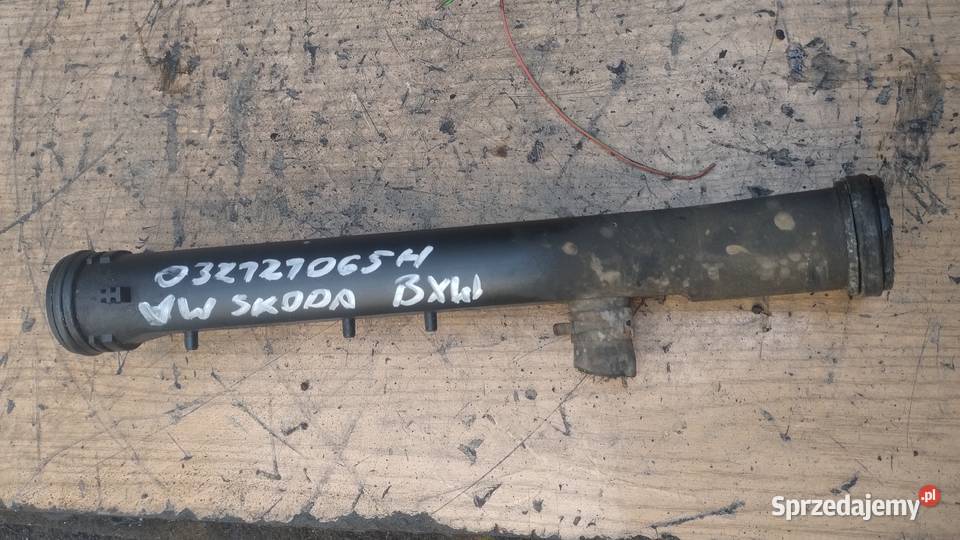 032121065H
VW SKODA BXW
Sprzedajemy.pl